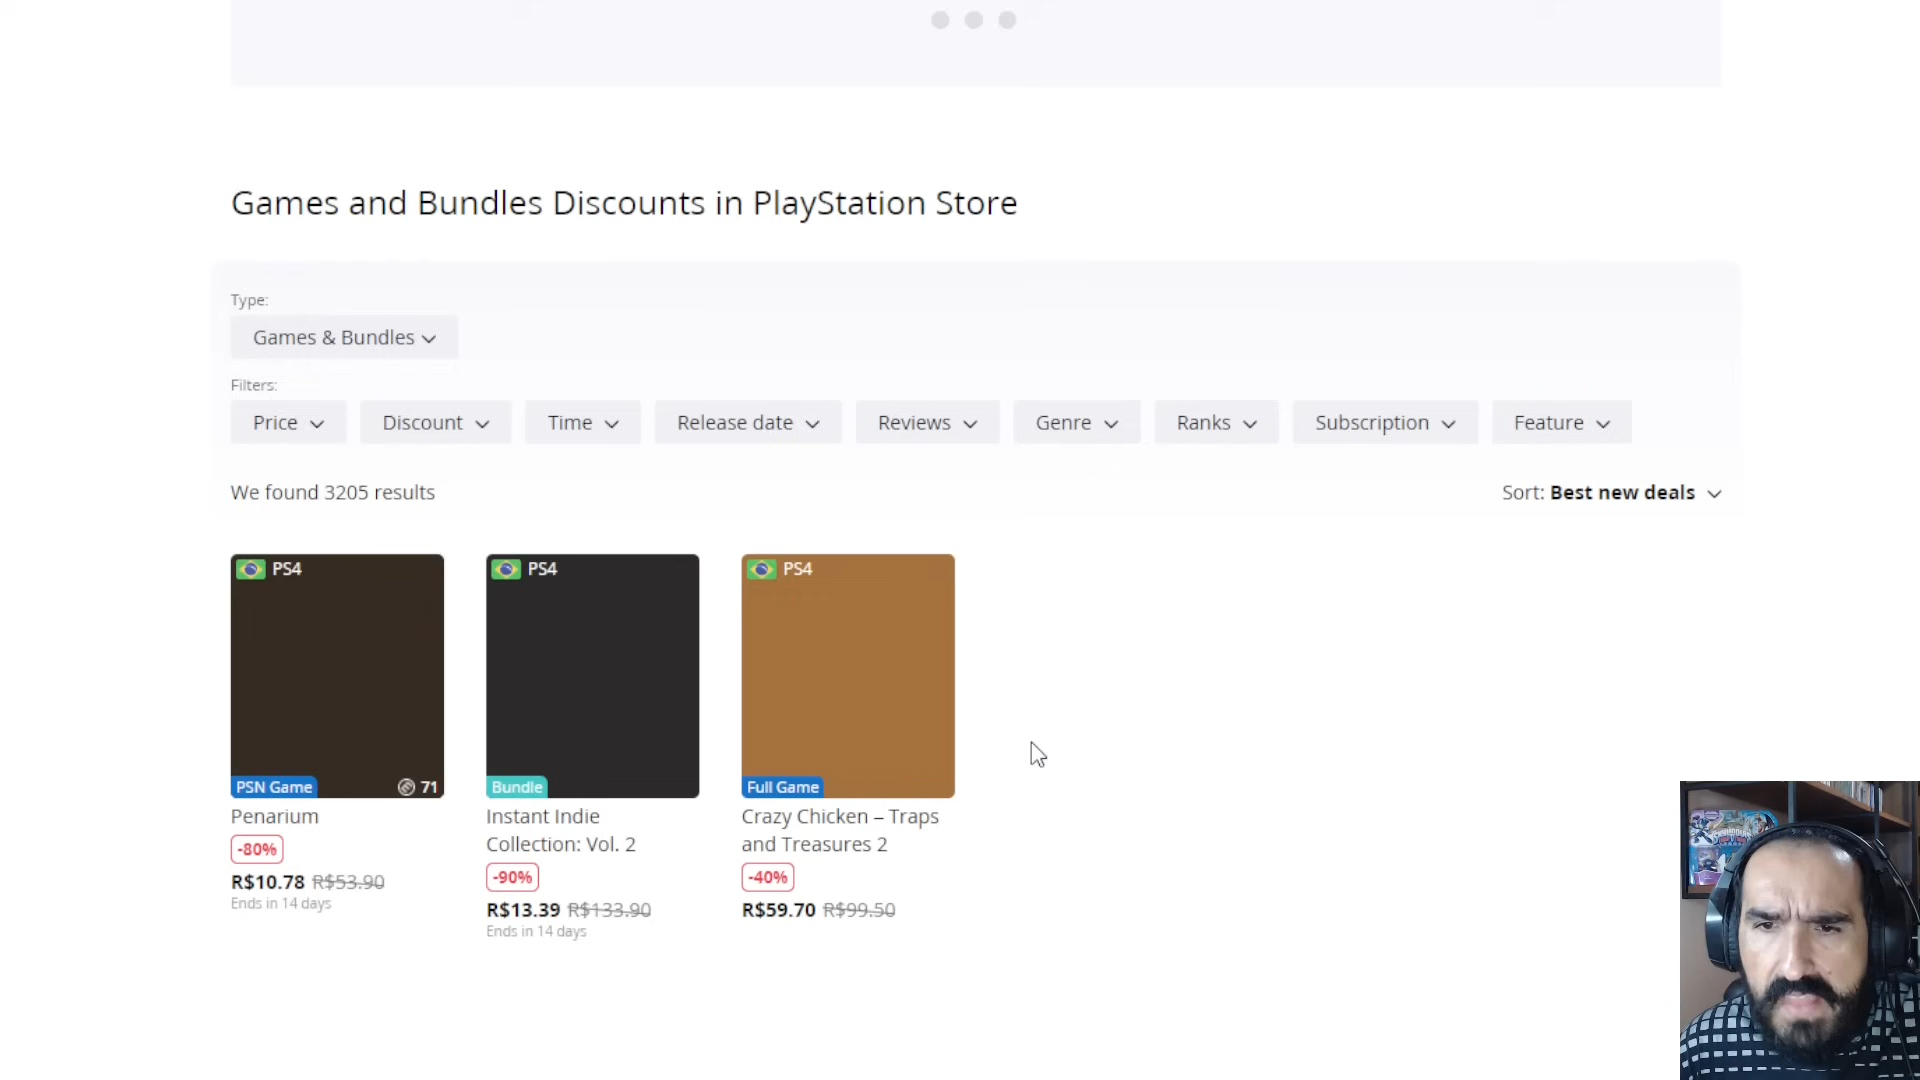 Games and Bundles Discounts in PlayStation Store
Type:
Games & Bundles
Filters:
Price
Discount
Time
Release date
Reviews
Genre
Ranks
Subscription
Feature
We found 3205 results
Sort: Best new deals
PS4
PSN Game
71
Penarium
-80%
R$10.78 R$53.90
Ends in 14 days
PS4
Bundle
Instant Indie
Collection: Vol. 2
-90%
R$13.39 R$133.90
Ends in 14 days
PS4
Full Game
Crazy Chicken – Traps
and Treasures 2
-40%
R$59.70 R$99.50